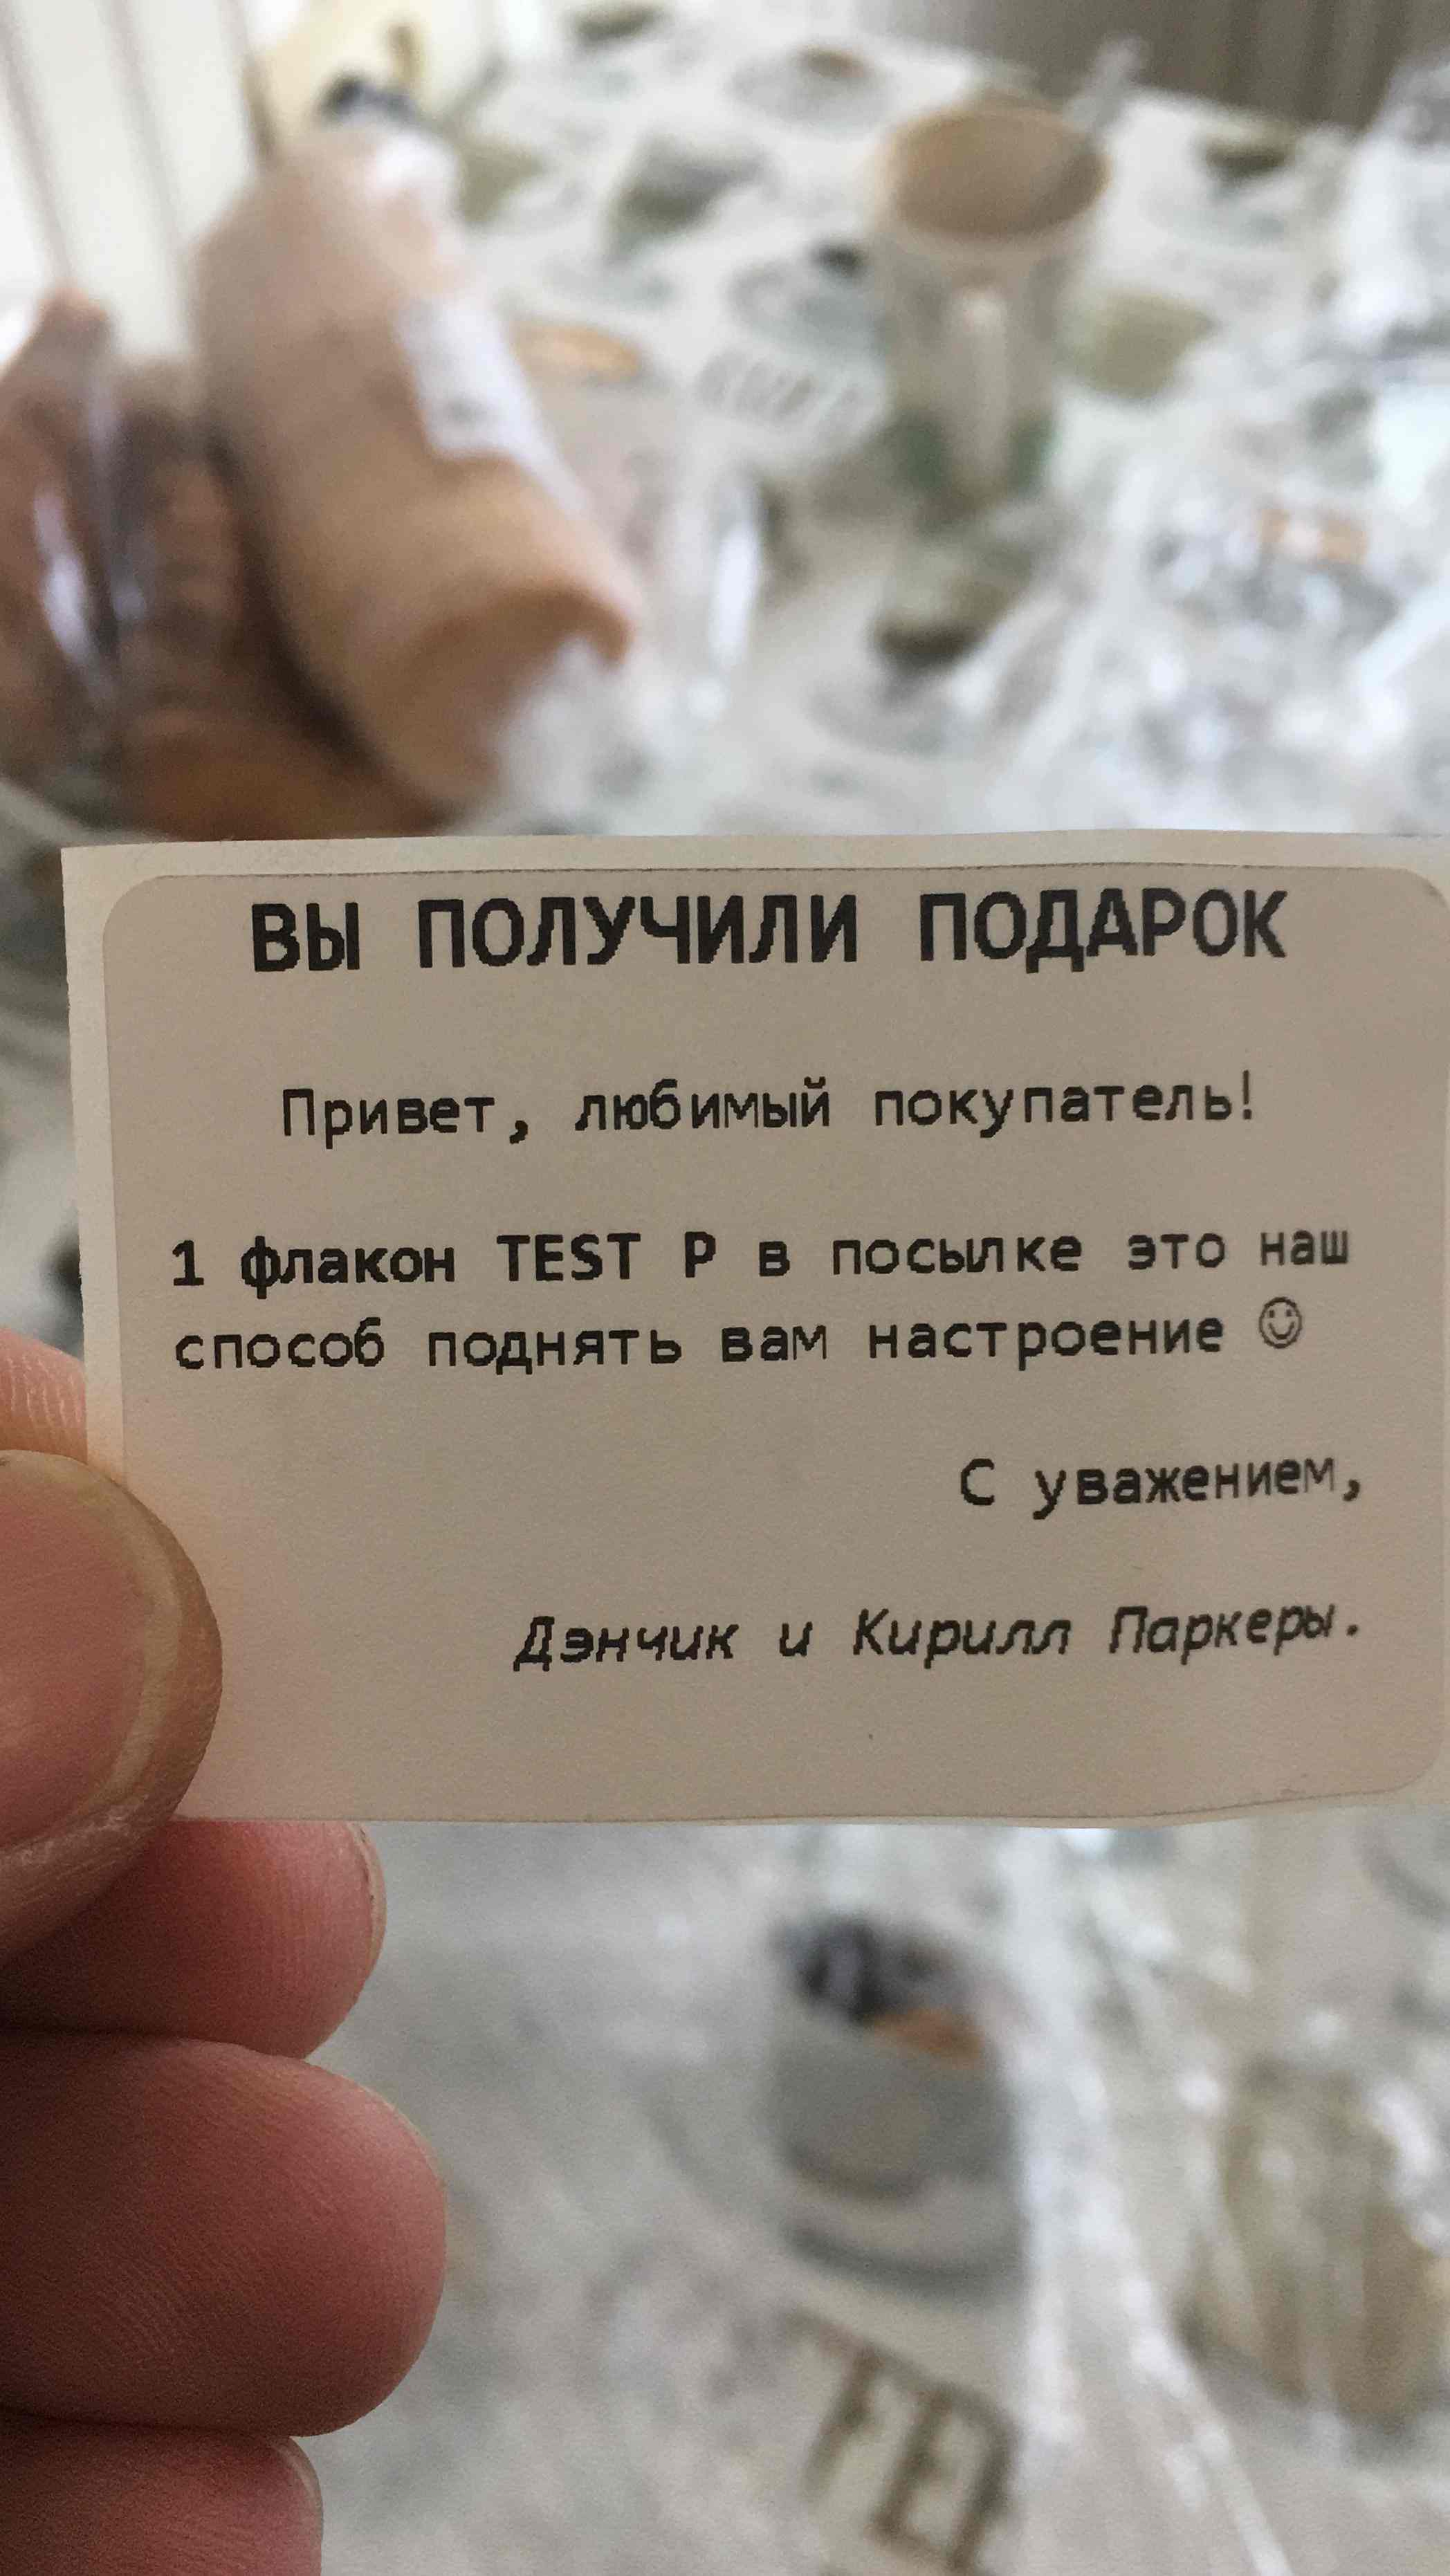 ВЫ ПОЛУЧИЛИ ПОДАРОК
Привет, любимый покупатель!
1 флакон TEST P в посылке это наш
способ поднять вам настроение ☺
С уважением,
Дэнчик и Кирилл Паркеры.